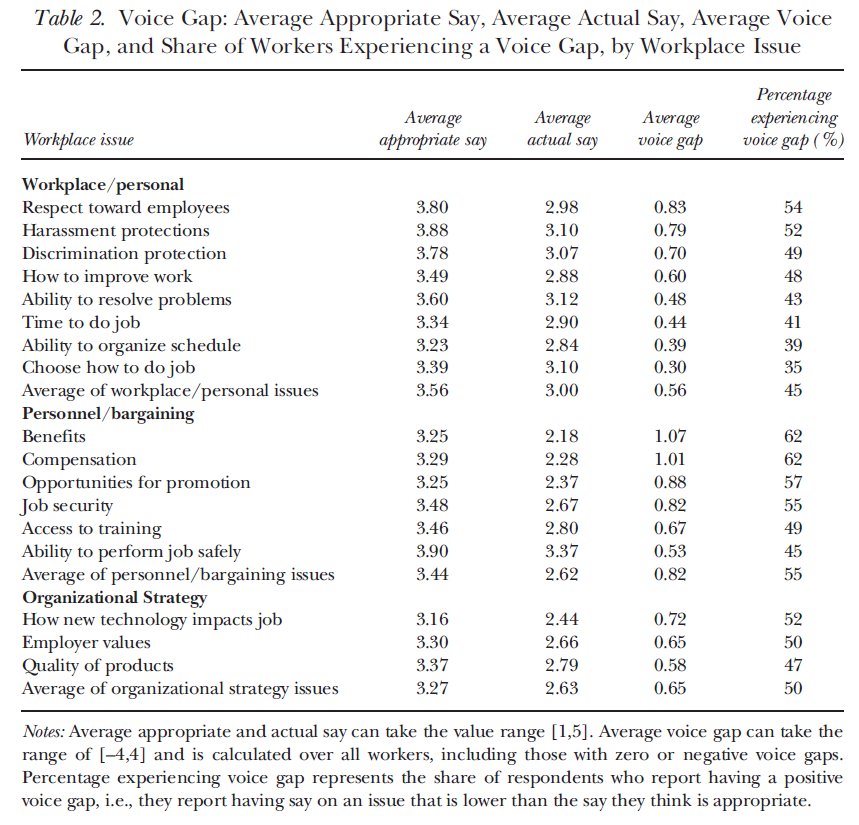 Table 2. Voice Gap: Average Appropriate Say, Average Actual Say, Average Voice
Gap, and Share of Workers Experiencing a Voice Gap, by Workplace Issue
Workplace issue Average appropriate say Average actual say Average voice gap Percentage experiencing voice gap (%)
Workplace/personal
Respect toward employees 3.80 2.98 0.83 54
Harassment protections 3.88 3.10 0.79 52
Discrimination protection 3.78 3.07 0.70 49
How to improve work 3.49 2.88 0.60 48
Ability to resolve problems 3.60 3.12 0.48 43
Time to do job 3.34 2.90 0.44 41
Ability to organize schedule 3.23 2.84 0.39 39
Choose how to do job 3.39 3.10 0.30 35
Average of workplace/personal issues 3.56 3.00 0.56 45
Personnel/bargaining
Benefits 3.25 2.18 1.07 62
Compensation 3.29 2.28 1.01 62
Opportunities for promotion 3.25 2.37 0.88 57
Job security 3.48 2.67 0.82 55
Access to training 3.46 2.80 0.67 49
Ability to perform job safely 3.90 3.37 0.53 45
Average of personnel/bargaining issues 3.44 2.62 0.82 55
Organizational Strategy
How new technology impacts job 3.16 2.44 0.72 52
Employer values 3.30 2.66 0.65 50
Quality of products 3.37 2.79 0.58 47
Average of organizational strategy issues 3.27 2.63 0.65 50
Notes: Average appropriate and actual say can take the value range [1,5]. Average voice gap can take the
range of [–4,4] and is calculated over all workers, including those with zero or negative voice gaps.
Percentage experiencing voice gap represents the share of respondents who report having a positive
voice gap, i.e., they report having say on an issue that is lower than the say they think is appropriate.